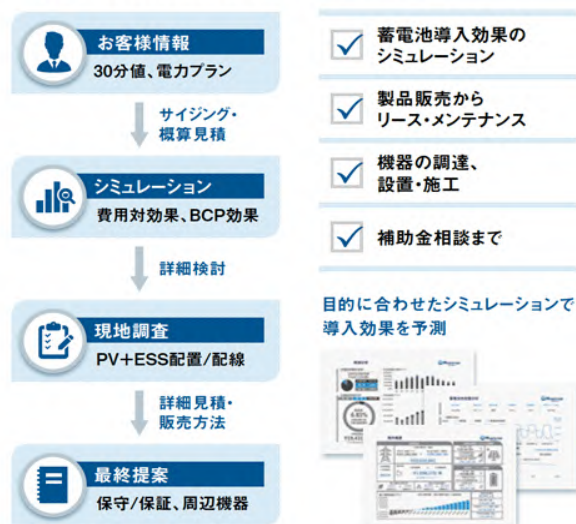 お客様情報
30分値、電力プラン
サイジング・
概算見積
シミュレーション
費用対効果、BCP効果
詳細検討
現地調査
PV+ESS配置/配線
詳細見積・
販売方法
最終提案
保守/保証、周辺機器
蓄電池導入効果の
シミュレーション
製品販売から
リース・メンテナンス
機器の調達、
設置・施工
補助金相談まで
目的に合わせたシミュレーションで
導入効果を予測